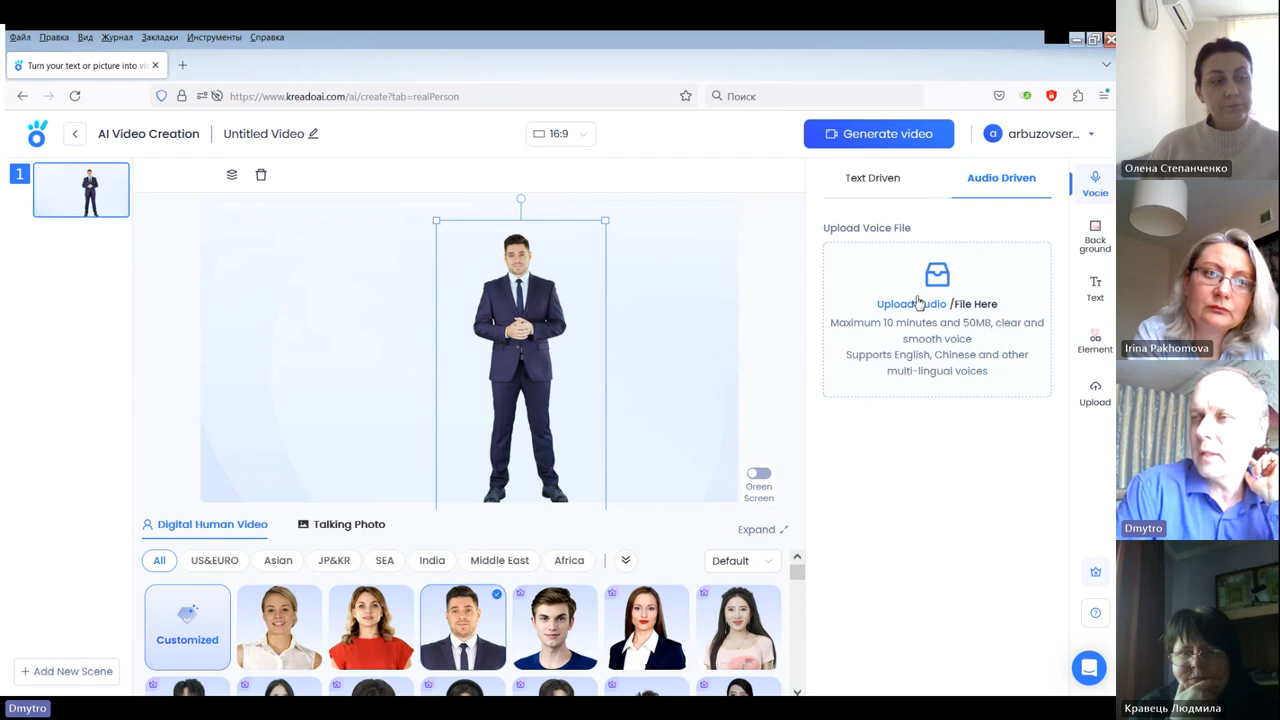 Файл Правка Вид Журнал Закладки Инструменты Справка
Turn your text or picture into vi
https://www.kreadoai.com/ai/create?tab=realPerson
Поиск
AI Video Creation
Untitled Video
16:9
Generate video
a
arbuzovser...
1
Text Driven
Audio Driven
Vocie
Upload Voice File
Back
ground
Upload Audio /File Here
Text
Maximum 10 minutes and 50MB, clear and
smooth voice
Supports English, Chinese and other
multi-lingual voices
Element
Upload
Green
Screen
Digital Human Video
Talking Photo
Expand
All
US&EURO
Asian
JP&KR
SEA
India
Middle East
Africa
Default
Customized
+ Add New Scene
Dmytro
Олена Степанченко
Irina Pakhomova
Dmytro
Кравець Людмила